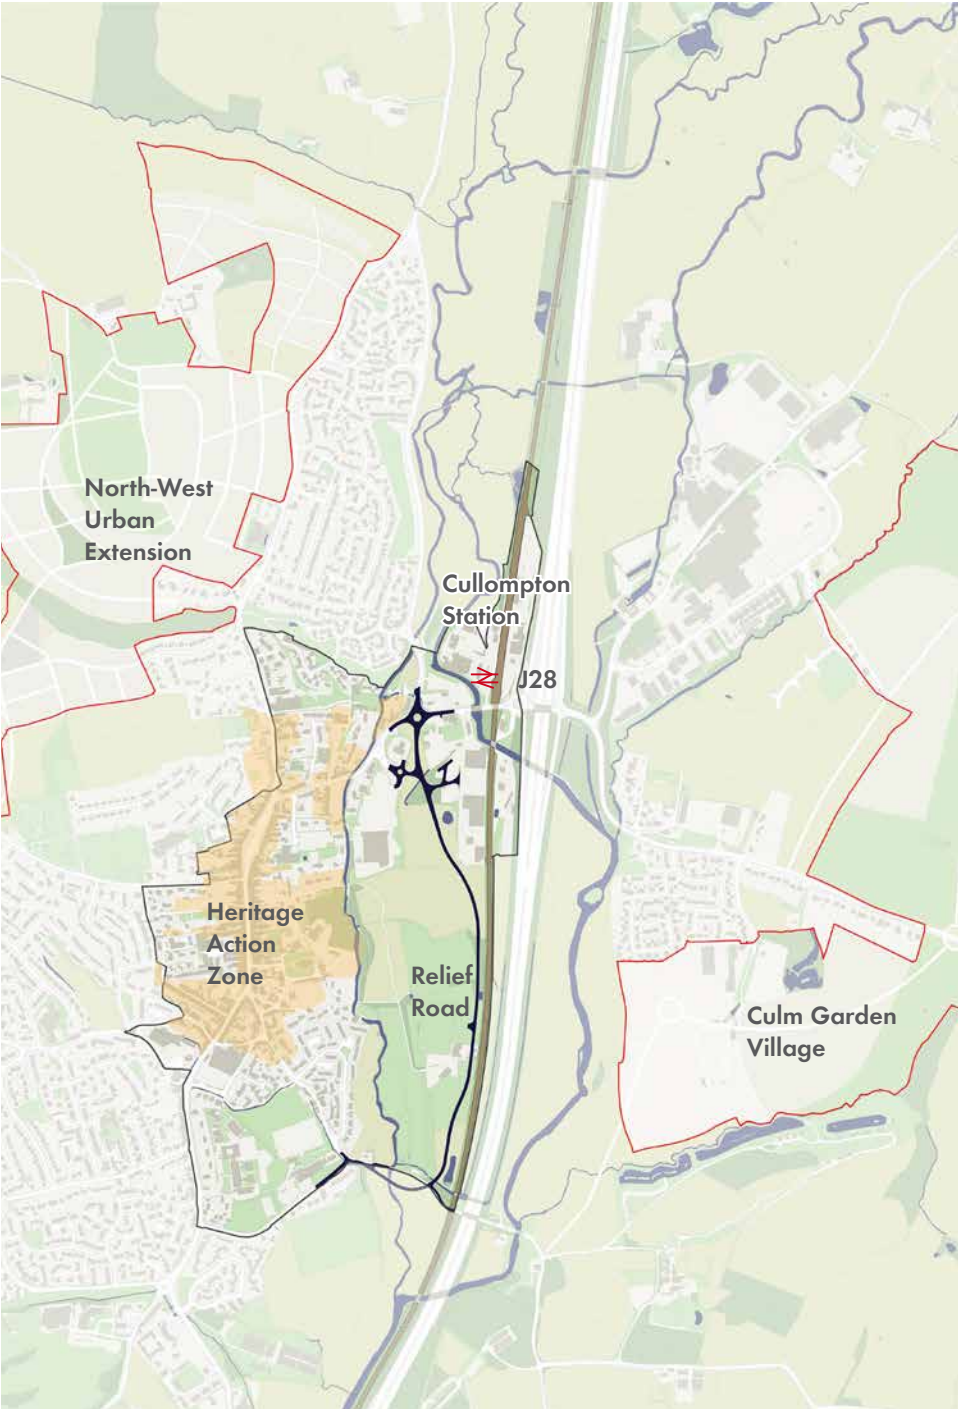 North-West
Urban
Extension
Cullompton
Station
J28
Heritage
Action
Zone
Relief
Road
Culm Garden
Village